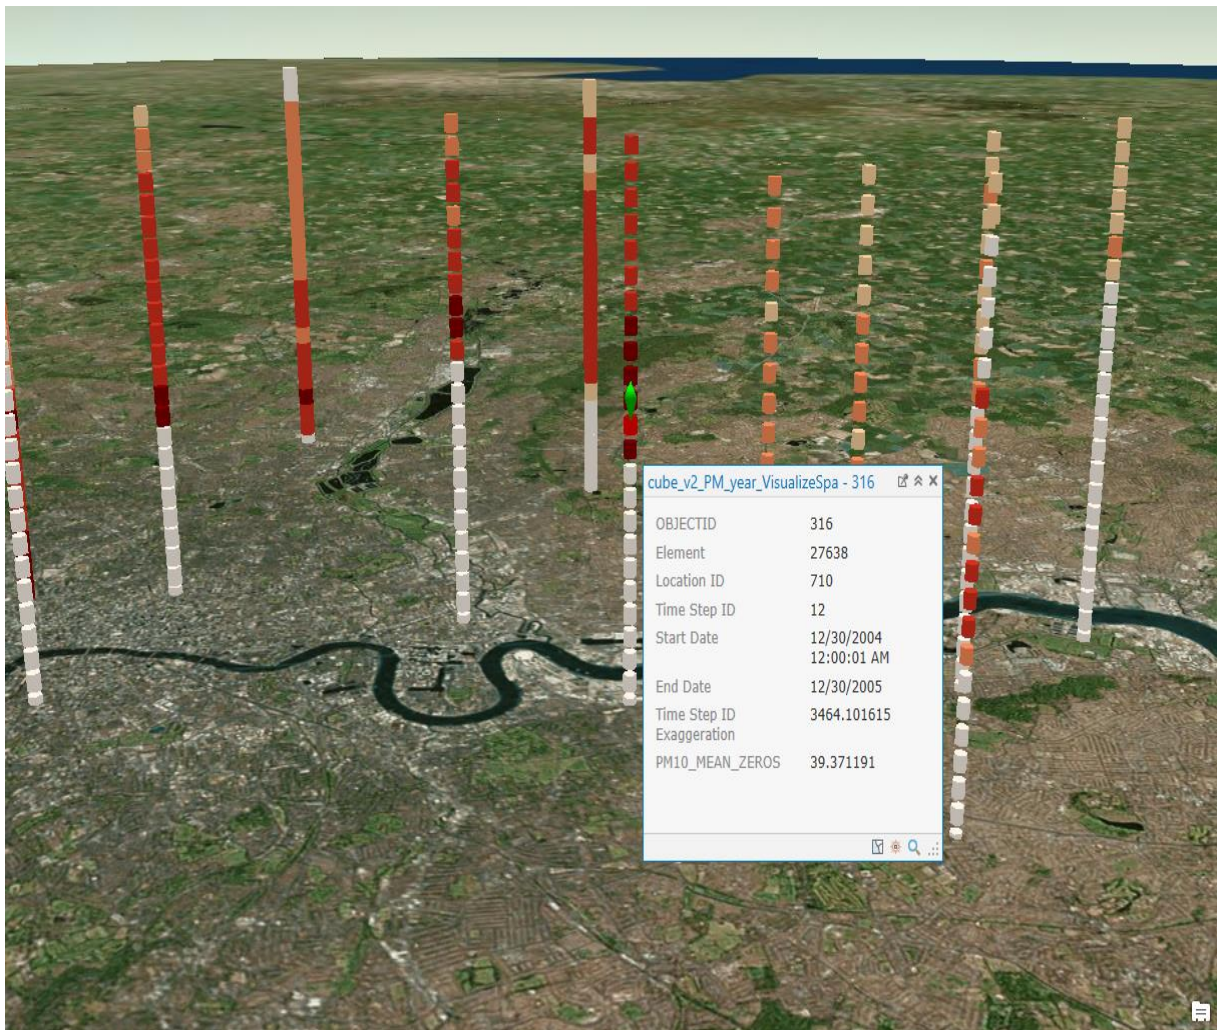 cube_v2_PM_year_VisualizeSpa - 316
OBJECTID 316
Element 27638
Location ID 710
Time Step ID 12
Start Date 12/30/2004
12:00:01 AM
End Date 12/30/2005
Time Step ID 3464.101615
Exaggeration
PM10_MEAN_ZEROS 39.371191